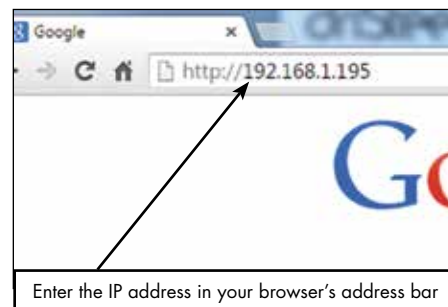 Google
http://192.168.1.195
Go
Enter the IP address in your browser's address bar